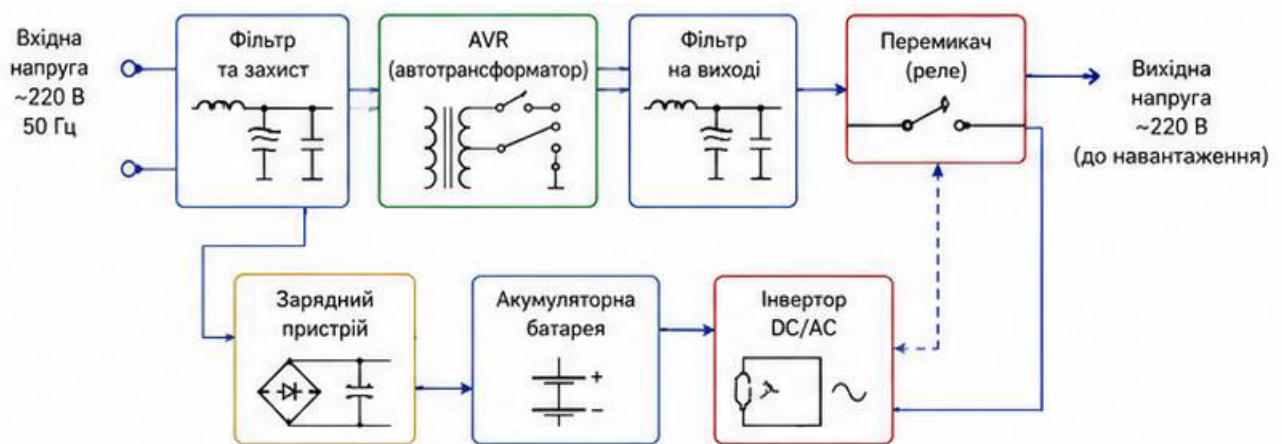 Вхідна
напруга
~220 В
50 Гц
Фільтр
та захист
AVR
(автотрансформатор)
Фільтр
на виході
Перемикач
(реле)
Вихідна
напруга
~220 В
(до навантаження)
Зарядний
пристрій
Акумуляторна
батарея
+
−
Інвертор
DC/AC